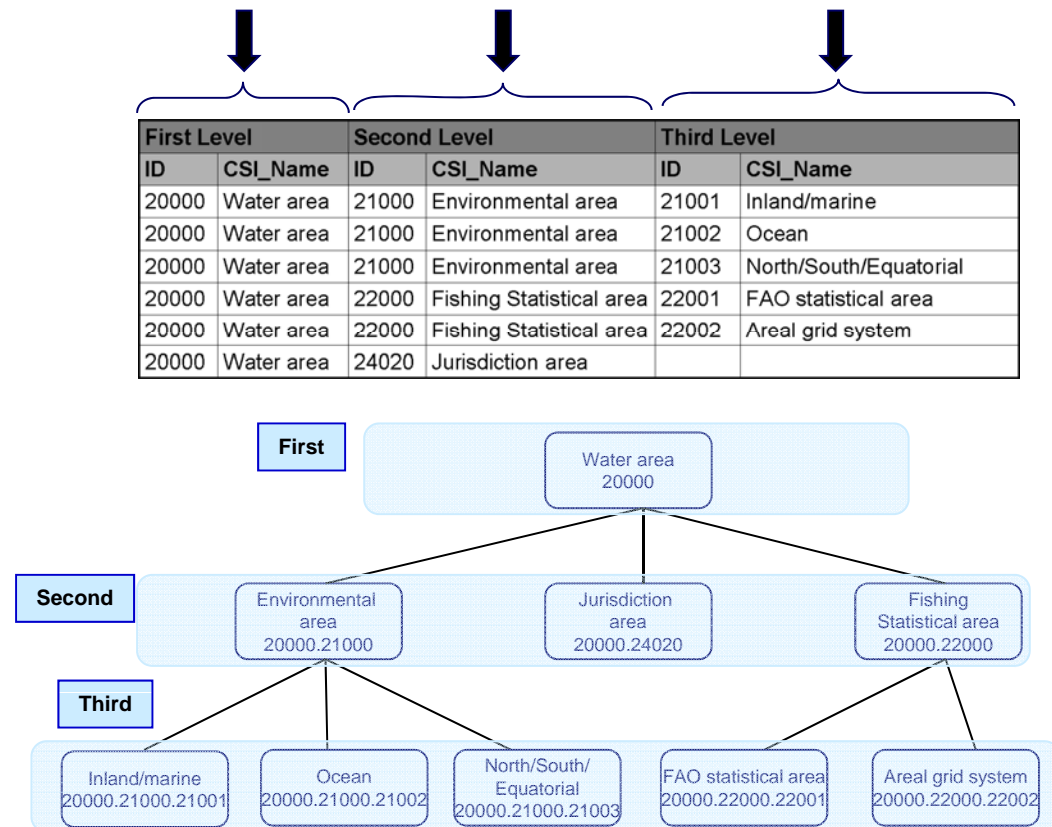 First Level Second Level Third Level
ID CSI_Name ID CSI_Name ID CSI_Name
20000 Water area 21000 Environmental area 21001 Inland/marine
20000 Water area 21000 Environmental area 21002 Ocean
20000 Water area 21000 Environmental area 21003 North/South/Equatorial
20000 Water area 22000 Fishing Statistical area 22001 FAO statistical area
20000 Water area 22000 Fishing Statistical area 22002 Areal grid system
20000 Water area 24020 Jurisdiction area
First
Water area
20000
Second
Environmental
area
20000.21000
Jurisdiction
area
20000.24020
Fishing
Statistical area
20000.22000
Third
Inland/marine
20000.21000.21001
Ocean
20000.21000.21002
North/South/
Equatorial
20000.21000.21003
FAO statistical area
20000.22000.22001
Areal grid system
20000.22000.22002